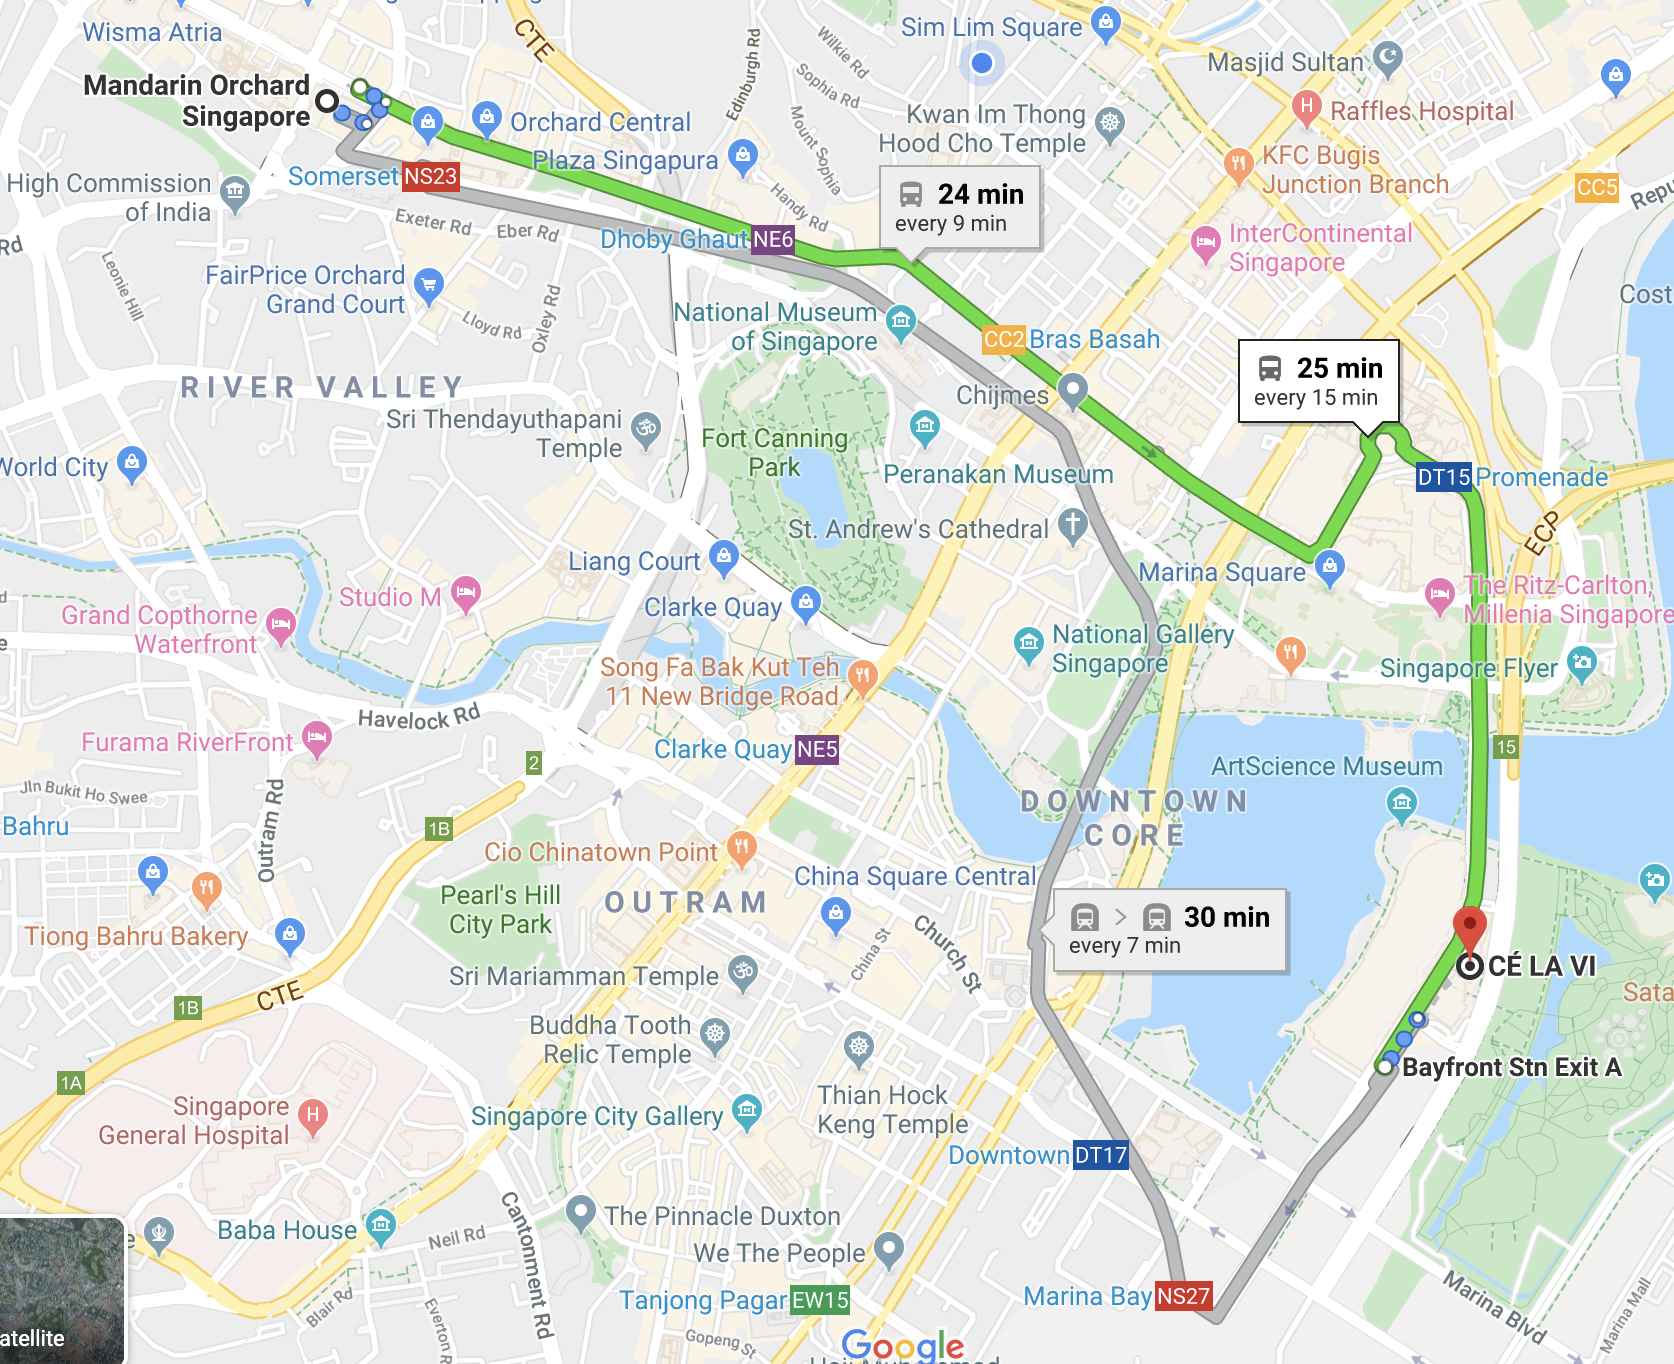 CTE
Wisma Atria
Sim Lim Square
Wilkie Rd
Edinburgh Rd
Masjid Sultan
Mandarin Orchard
Singapore
Sophia Rd
Orchard Central
Kwan Im Thong
Hood Cho Temple
Raffles Hospital
Mount Sophia
Plaza Singapura
KFC Bugis
Junction Branch
High Commission
of India
Somerset NS23
CC5
24 min
every 9 min
Handy Rd
Exeter Rd
Eber Rd
Dhoby Ghaut NE6
InterContinental
Singapore
Rd
Leonie Hill
FairPrice Orchard
Grand Court
Lloyd Rd
Oxley Rd
National Museum
of Singapore
Cost
CC2 Bras Basah
25 min
every 15 min
RIVER VALLEY
Chijmes
Sri Thendayuthapani
Temple
Fort Canning
Park
World City
Peranakan Museum
DT15 Promenade
St. Andrew's Cathedral
ECP
Liang Court
Marina Square
Studio M
Clarke Quay
The Ritz-Carlton,
Millenia Singapore
Grand Copthorne
Waterfront
National Gallery
Singapore
Song Fa Bak Kut Teh
11 New Bridge Road
Singapore Flyer
Havelock Rd
Furama RiverFront
Clarke Quay NE5
15
2
ArtScience Museum
Jln Bukit Ho Swee
DOWNTOWN
CORE
Bahru
1B
Outram Rd
Cio Chinatown Point
China Square Central
Pearl's Hill
City Park
OUTRAM
30 min
every 7 min
Tiong Bahru Bakery
China St
Church St
CÉ LA VI
Sri Mariamman Temple
CTE
1B
Sata
Buddha Tooth
Relic Temple
Bayfront Stn Exit A
1A
Thian Hock
Keng Temple
Singapore
General Hospital
Singapore City Gallery
Downtown DT17
Cantonment Rd
The Pinnacle Duxton
Baba House
Neil Rd
We The People
Marina Bay NS27
Tanjong Pagar EW15
Blair Rd
Everton R
Marina Blvd
Marina Mall
Gopeng St
Google
atellite